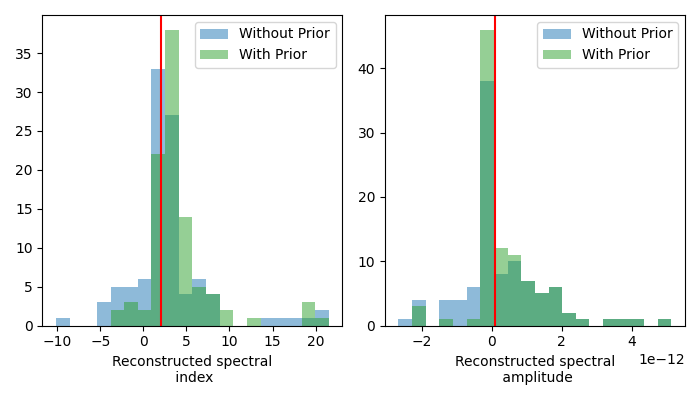 Without Prior
With Prior
35
30
25
20
15
10
5
0
−10
−5
0
5
10
15
20
Reconstructed spectral
index
Without Prior
With Prior
40
30
20
10
0
−2
0
2
4
1e−12
Reconstructed spectral
amplitude